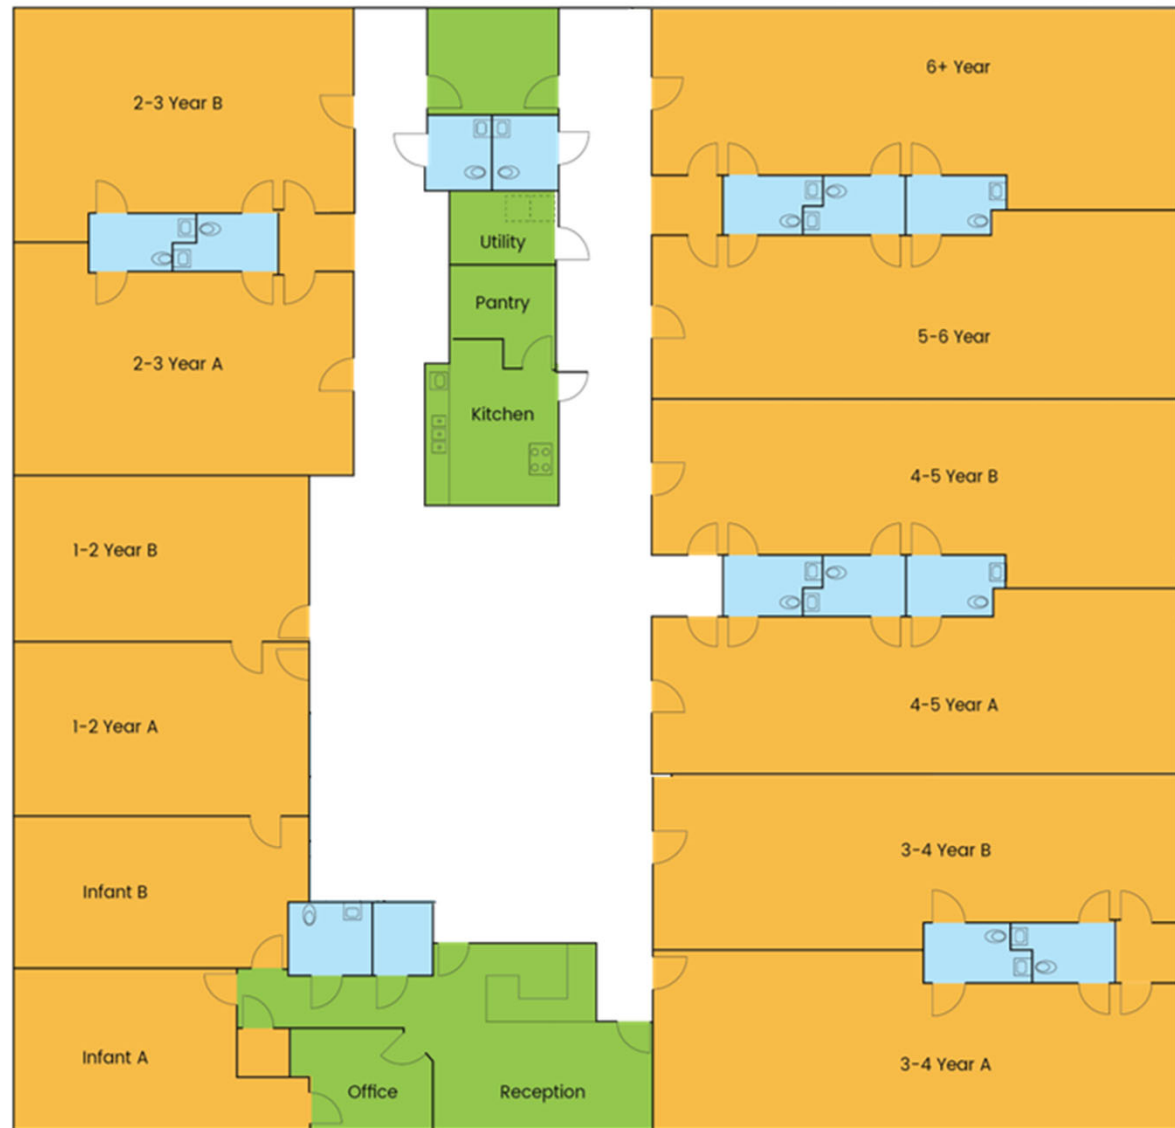 2-3 Year B
6+ Year
Utility
Pantry
2-3 Year A
5-6 Year
Kitchen
4-5 Year B
1-2 Year B
1-2 Year A
4-5 Year A
3-4 Year B
Infant B
Infant A
3-4 Year A
Office
Reception